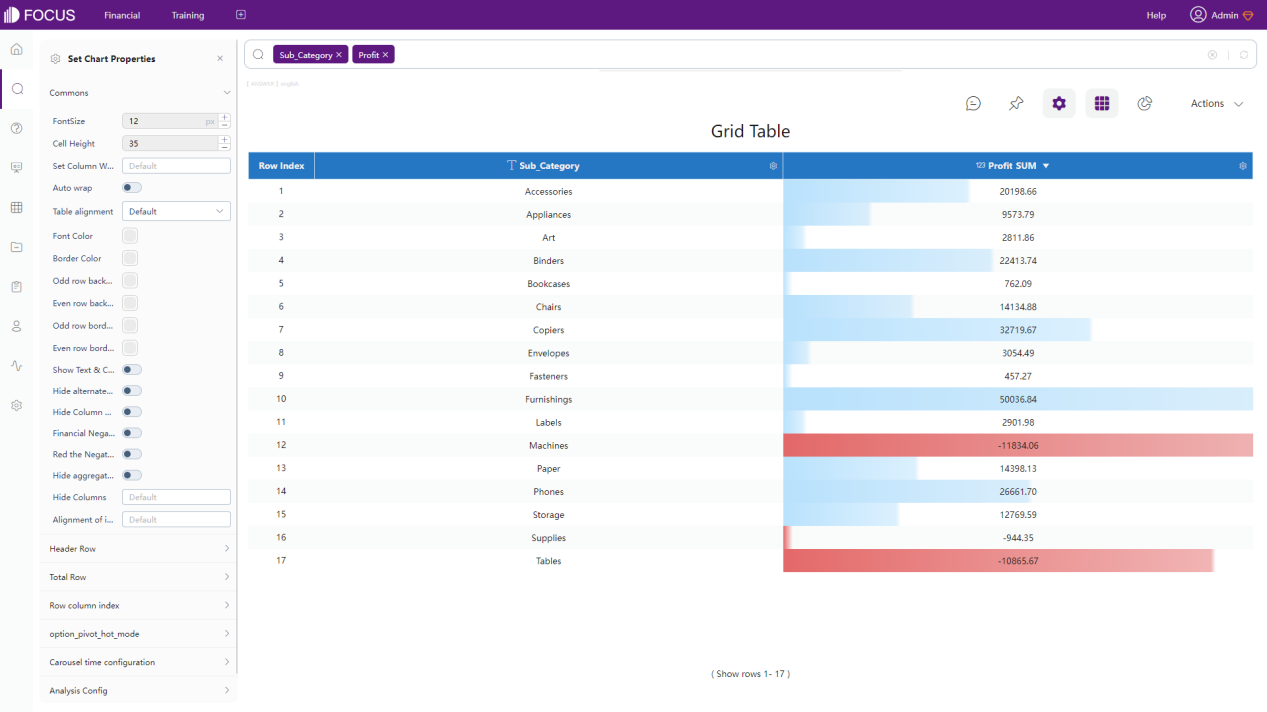 FOCUS Financial Training Help Admin
Set Chart Properties
Sub_Category × Profit ×
Commons
FontSize 12 px
Cell Height 35
Set Column W... Default
Auto wrap
Table alignment Default
Font Color
Border Color
Odd row back...
Even row back...
Odd row bord...
Even row bord...
Show Text & C...
Hide alternate...
Hide Column ...
Financial Nega...
Red the Negat...
Hide aggregat...
Hide Columns Default
Alignment of i... Default
Header Row
Total Row
Row column index
option_pivot_hot_mode
Carousel time configuration
Analysis Config
Actions
Grid Table
Row Index Sub_Category 123 Profit SUM
1 Accessories 20198.66
2 Appliances 9573.79
3 Art 2811.86
4 Binders 22413.74
5 Bookcases 762.09
6 Chairs 14134.88
7 Copiers 32719.67
8 Envelopes 3054.49
9 Fasteners 457.27
10 Furnishings 50036.84
11 Labels 2901.98
12 Machines -11834.06
13 Paper 14398.13
14 Phones 26661.70
15 Storage 12769.59
16 Supplies -944.35
17 Tables -10865.67
( Show rows 1- 17 )